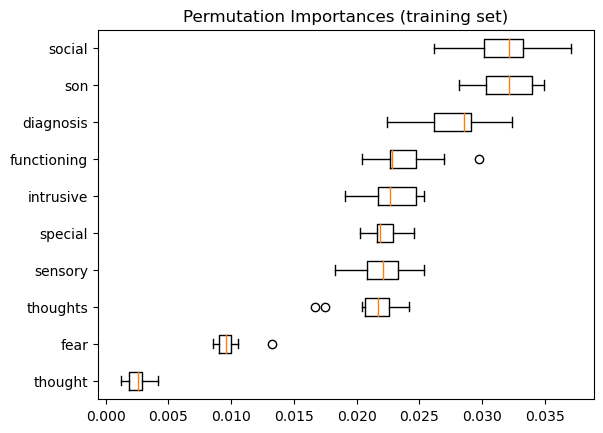 Permutation Importances (training set)
social
son
diagnosis
functioning
intrusive
special
sensory
thoughts
fear
thought
0.000 0.005 0.010 0.015 0.020 0.025 0.030 0.035